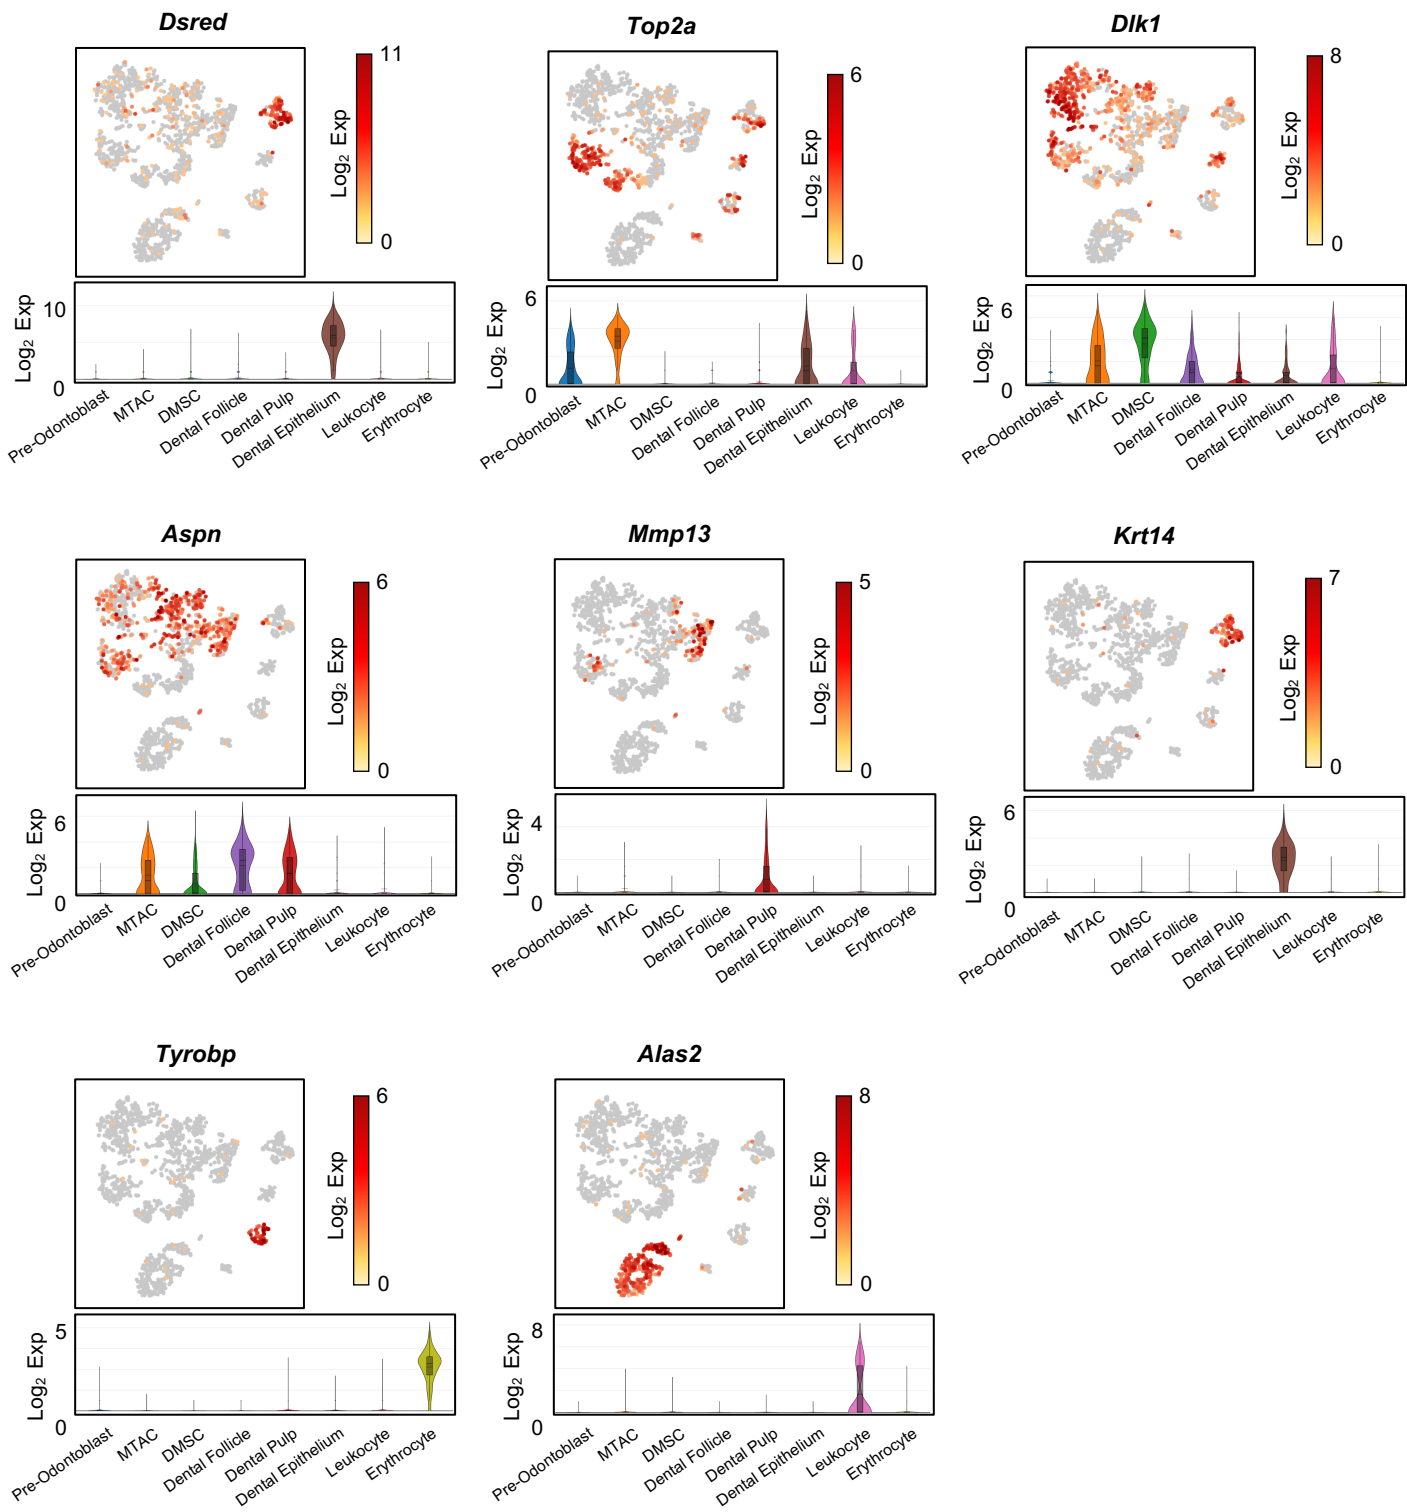 Dsred
11
Log₂ Exp
0
10
Log₂ Exp
0
Pre-Odontoblast
MTAC
DMSC
Dental Follicle
Dental Pulp
Dental Epithelium
Leukocyte
Erythrocyte
Top2a
6
Log₂ Exp
0
6
Log₂ Exp
0
Pre-Odontoblast
MTAC
DMSC
Dental Follicle
Dental Pulp
Dental Epithelium
Leukocyte
Erythrocyte
Dlk1
8
Log₂ Exp
0
6
Log₂ Exp
0
Pre-Odontoblast
MTAC
DMSC
Dental Follicle
Dental Pulp
Dental Epithelium
Leukocyte
Erythrocyte
Aspn
6
Log₂ Exp
0
6
Log₂ Exp
0
Pre-Odontoblast
MTAC
DMSC
Dental Follicle
Dental Pulp
Dental Epithelium
Leukocyte
Erythrocyte
Mmp13
5
Log₂ Exp
0
4
Log₂ Exp
0
Pre-Odontoblast
MTAC
DMSC
Dental Follicle
Dental Pulp
Dental Epithelium
Leukocyte
Erythrocyte
Krt14
7
Log₂ Exp
0
6
Log₂ Exp
0
Pre-Odontoblast
MTAC
DMSC
Dental Follicle
Dental Pulp
Dental Epithelium
Leukocyte
Erythrocyte
Tyrobp
6
Log₂ Exp
0
5
Log₂ Exp
0
Pre-Odontoblast
MTAC
DMSC
Dental Follicle
Dental Pulp
Dental Epithelium
Leukocyte
Erythrocyte
Alas2
8
Log₂ Exp
0
8
Log₂ Exp
0
Pre-Odontoblast
MTAC
DMSC
Dental Follicle
Dental Pulp
Dental Epithelium
Leukocyte
Erythrocyte